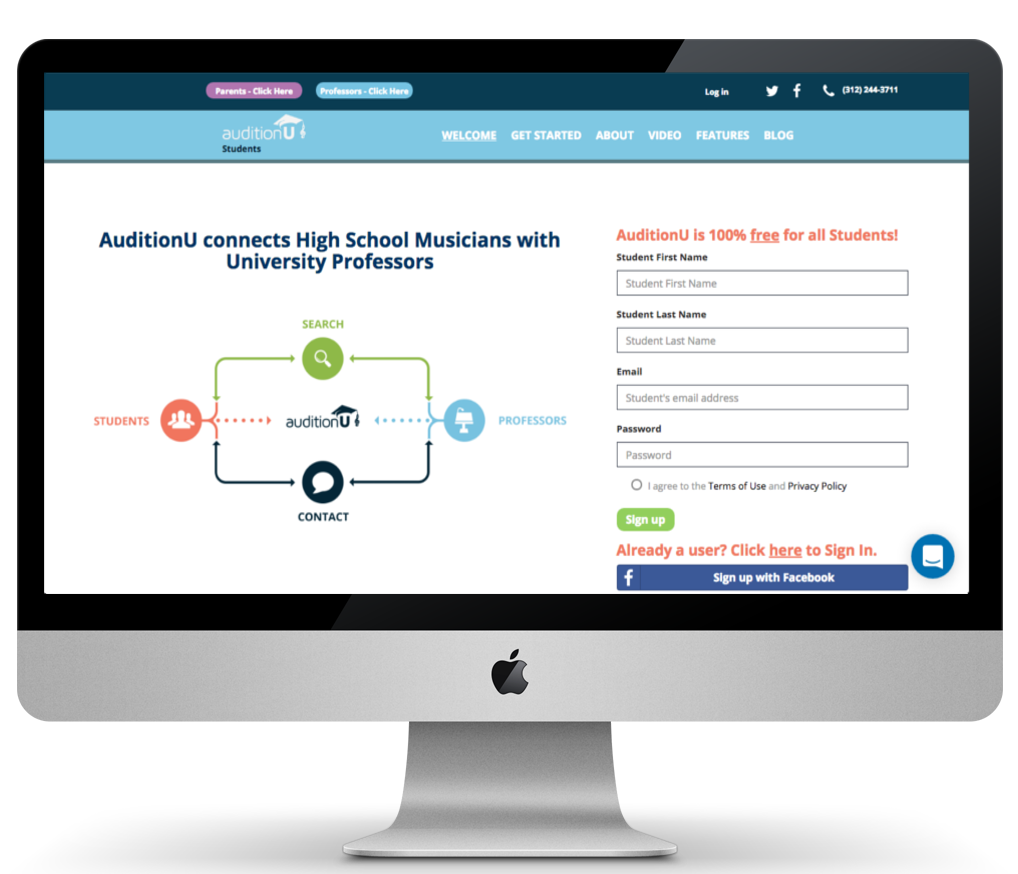 Parents - Click Here
Professors - Click Here
Log in
(312) 244-3711
auditionU
Students
WELCOME
GET STARTED
ABOUT
VIDEO
FEATURES
BLOG
AuditionU connects High School Musicians with
University Professors
SEARCH
STUDENTS
auditionU
PROFESSORS
CONTACT
AuditionU is 100% free for all Students!
Student First Name
Student First Name
Student Last Name
Student Last Name
Email
Student's email address
Password
Password
I agree to the Terms of Use and Privacy Policy
Sign up
Already a user? Click here to Sign In.
Sign up with Facebook